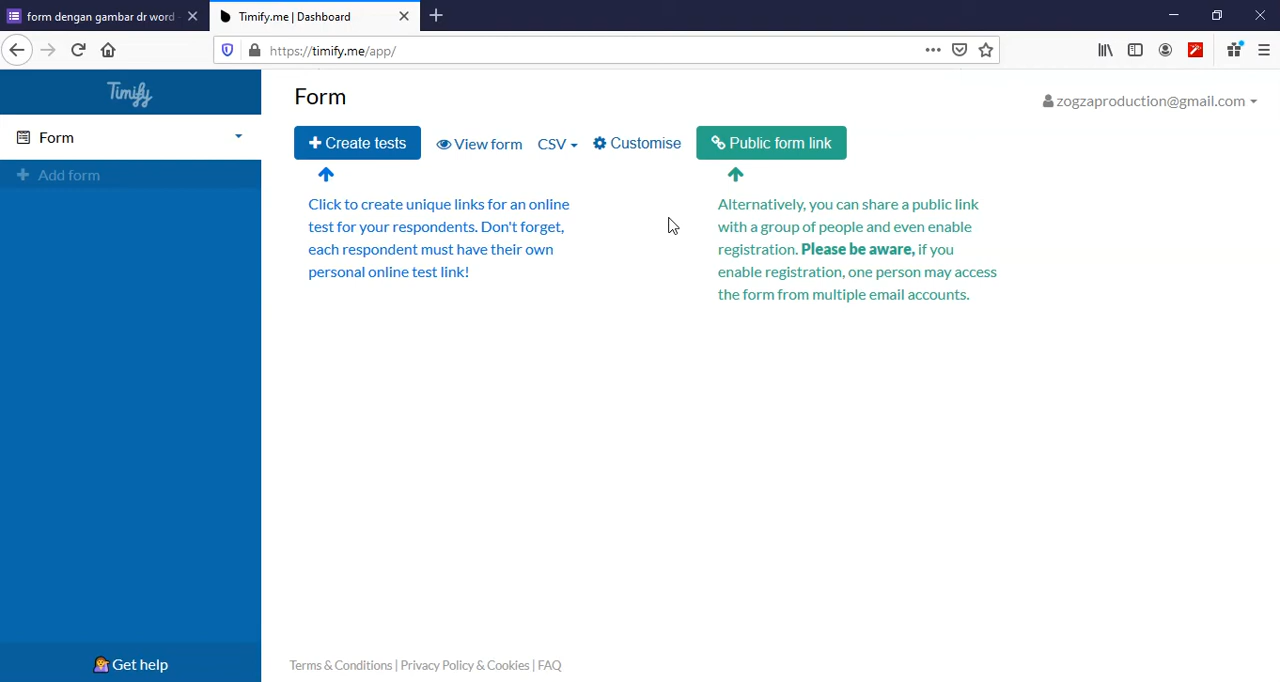 form dengan gambar dr word
Timify.me | Dashboard
https://timify.me/app/
Timify
Form
zogzaproduction@gmail.com
Form
Create tests
View form
CSV
Customise
Public form link
Add form
Click to create unique links for an online
test for your respondents. Don't forget,
each respondent must have their own
personal online test link!
Alternatively, you can share a public link
with a group of people and even enable
registration. Please be aware, if you
enable registration, one person may access
the form from multiple email accounts.
Get help
Terms & Conditions | Privacy Policy & Cookies | FAQ